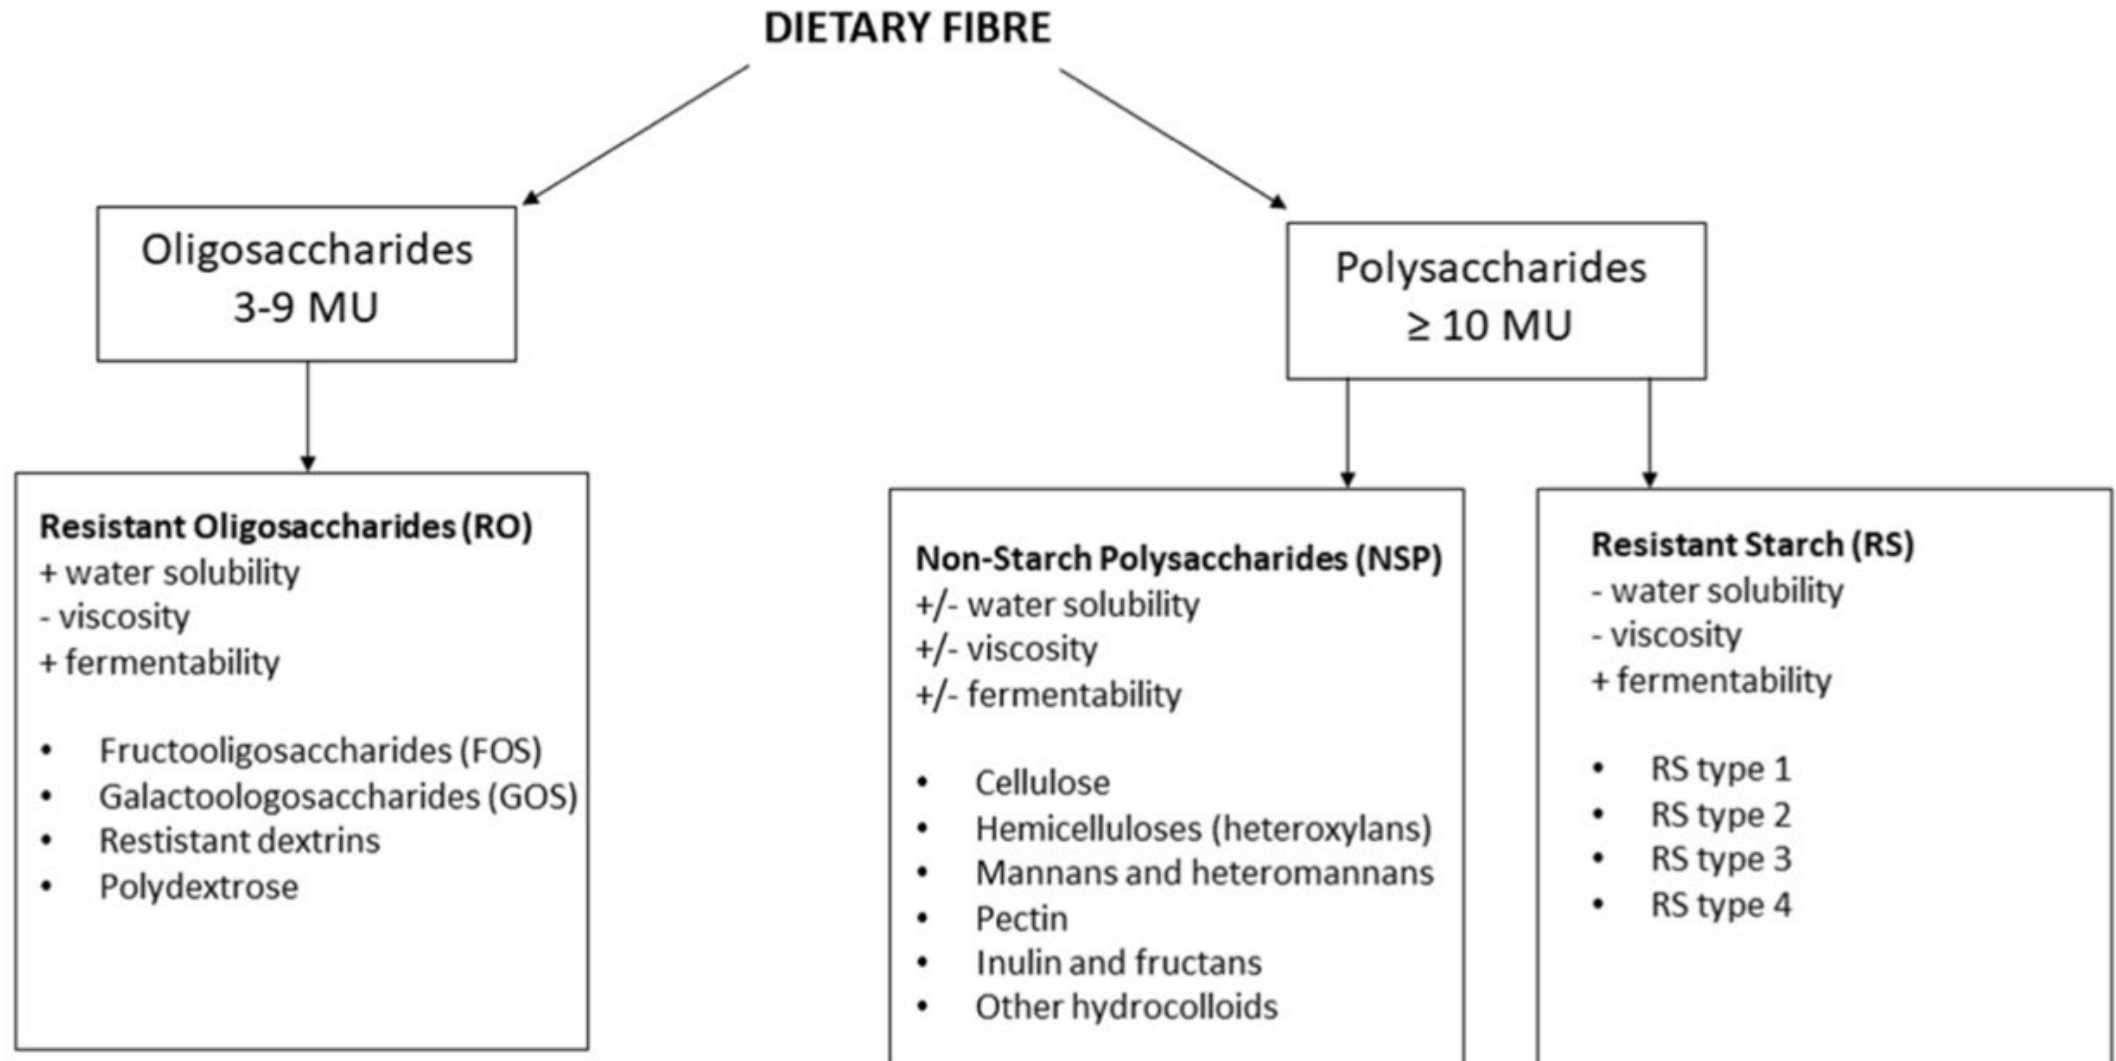 DIETARY FIBRE
Oligosaccharides
3-9 MU
Polysaccharides
≥ 10 MU
Resistant Oligosaccharides (RO)
+ water solubility
- viscosity
+ fermentability
• Fructooligosaccharides (FOS)
• Galactoologosaccharides (GOS)
• Restistant dextrins
• Polydextrose
Non-Starch Polysaccharides (NSP)
+/- water solubility
+/- viscosity
+/- fermentability
• Cellulose
• Hemicelluloses (heteroxylans)
• Mannans and heteromannans
• Pectin
• Inulin and fructans
• Other hydrocolloids
Resistant Starch (RS)
- water solubility
- viscosity
+ fermentability
• RS type 1
• RS type 2
• RS type 3
• RS type 4